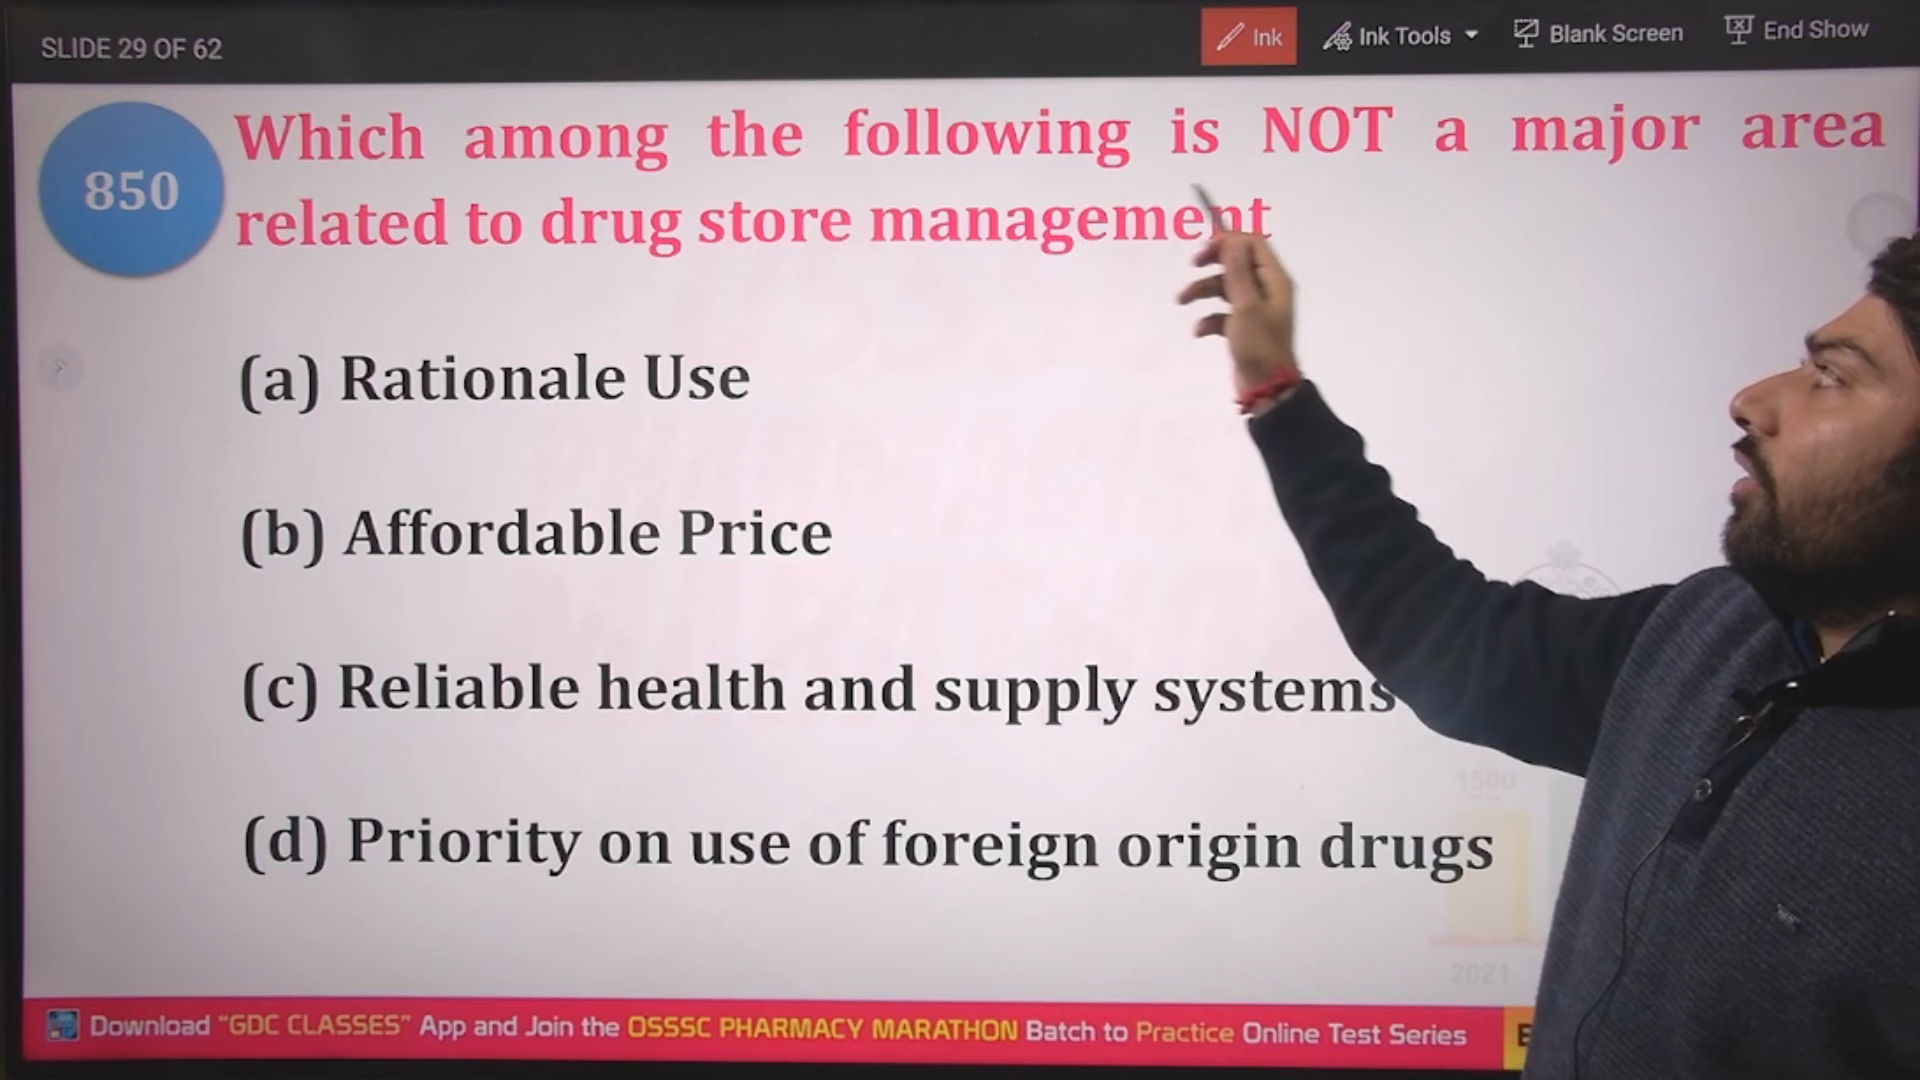 SLIDE 29 OF 62
Ink
Ink Tools
Blank Screen
End Show
850
Which among the following is NOT a major area
related to drug store management
(a) Rationale Use
(b) Affordable Price
(c) Reliable health and supply systems
(d) Priority on use of foreign origin drugs
1500
2021
Download "GDC CLASSES" App and Join the OSSSC PHARMACY MARATHON Batch to Practice Online Test Series